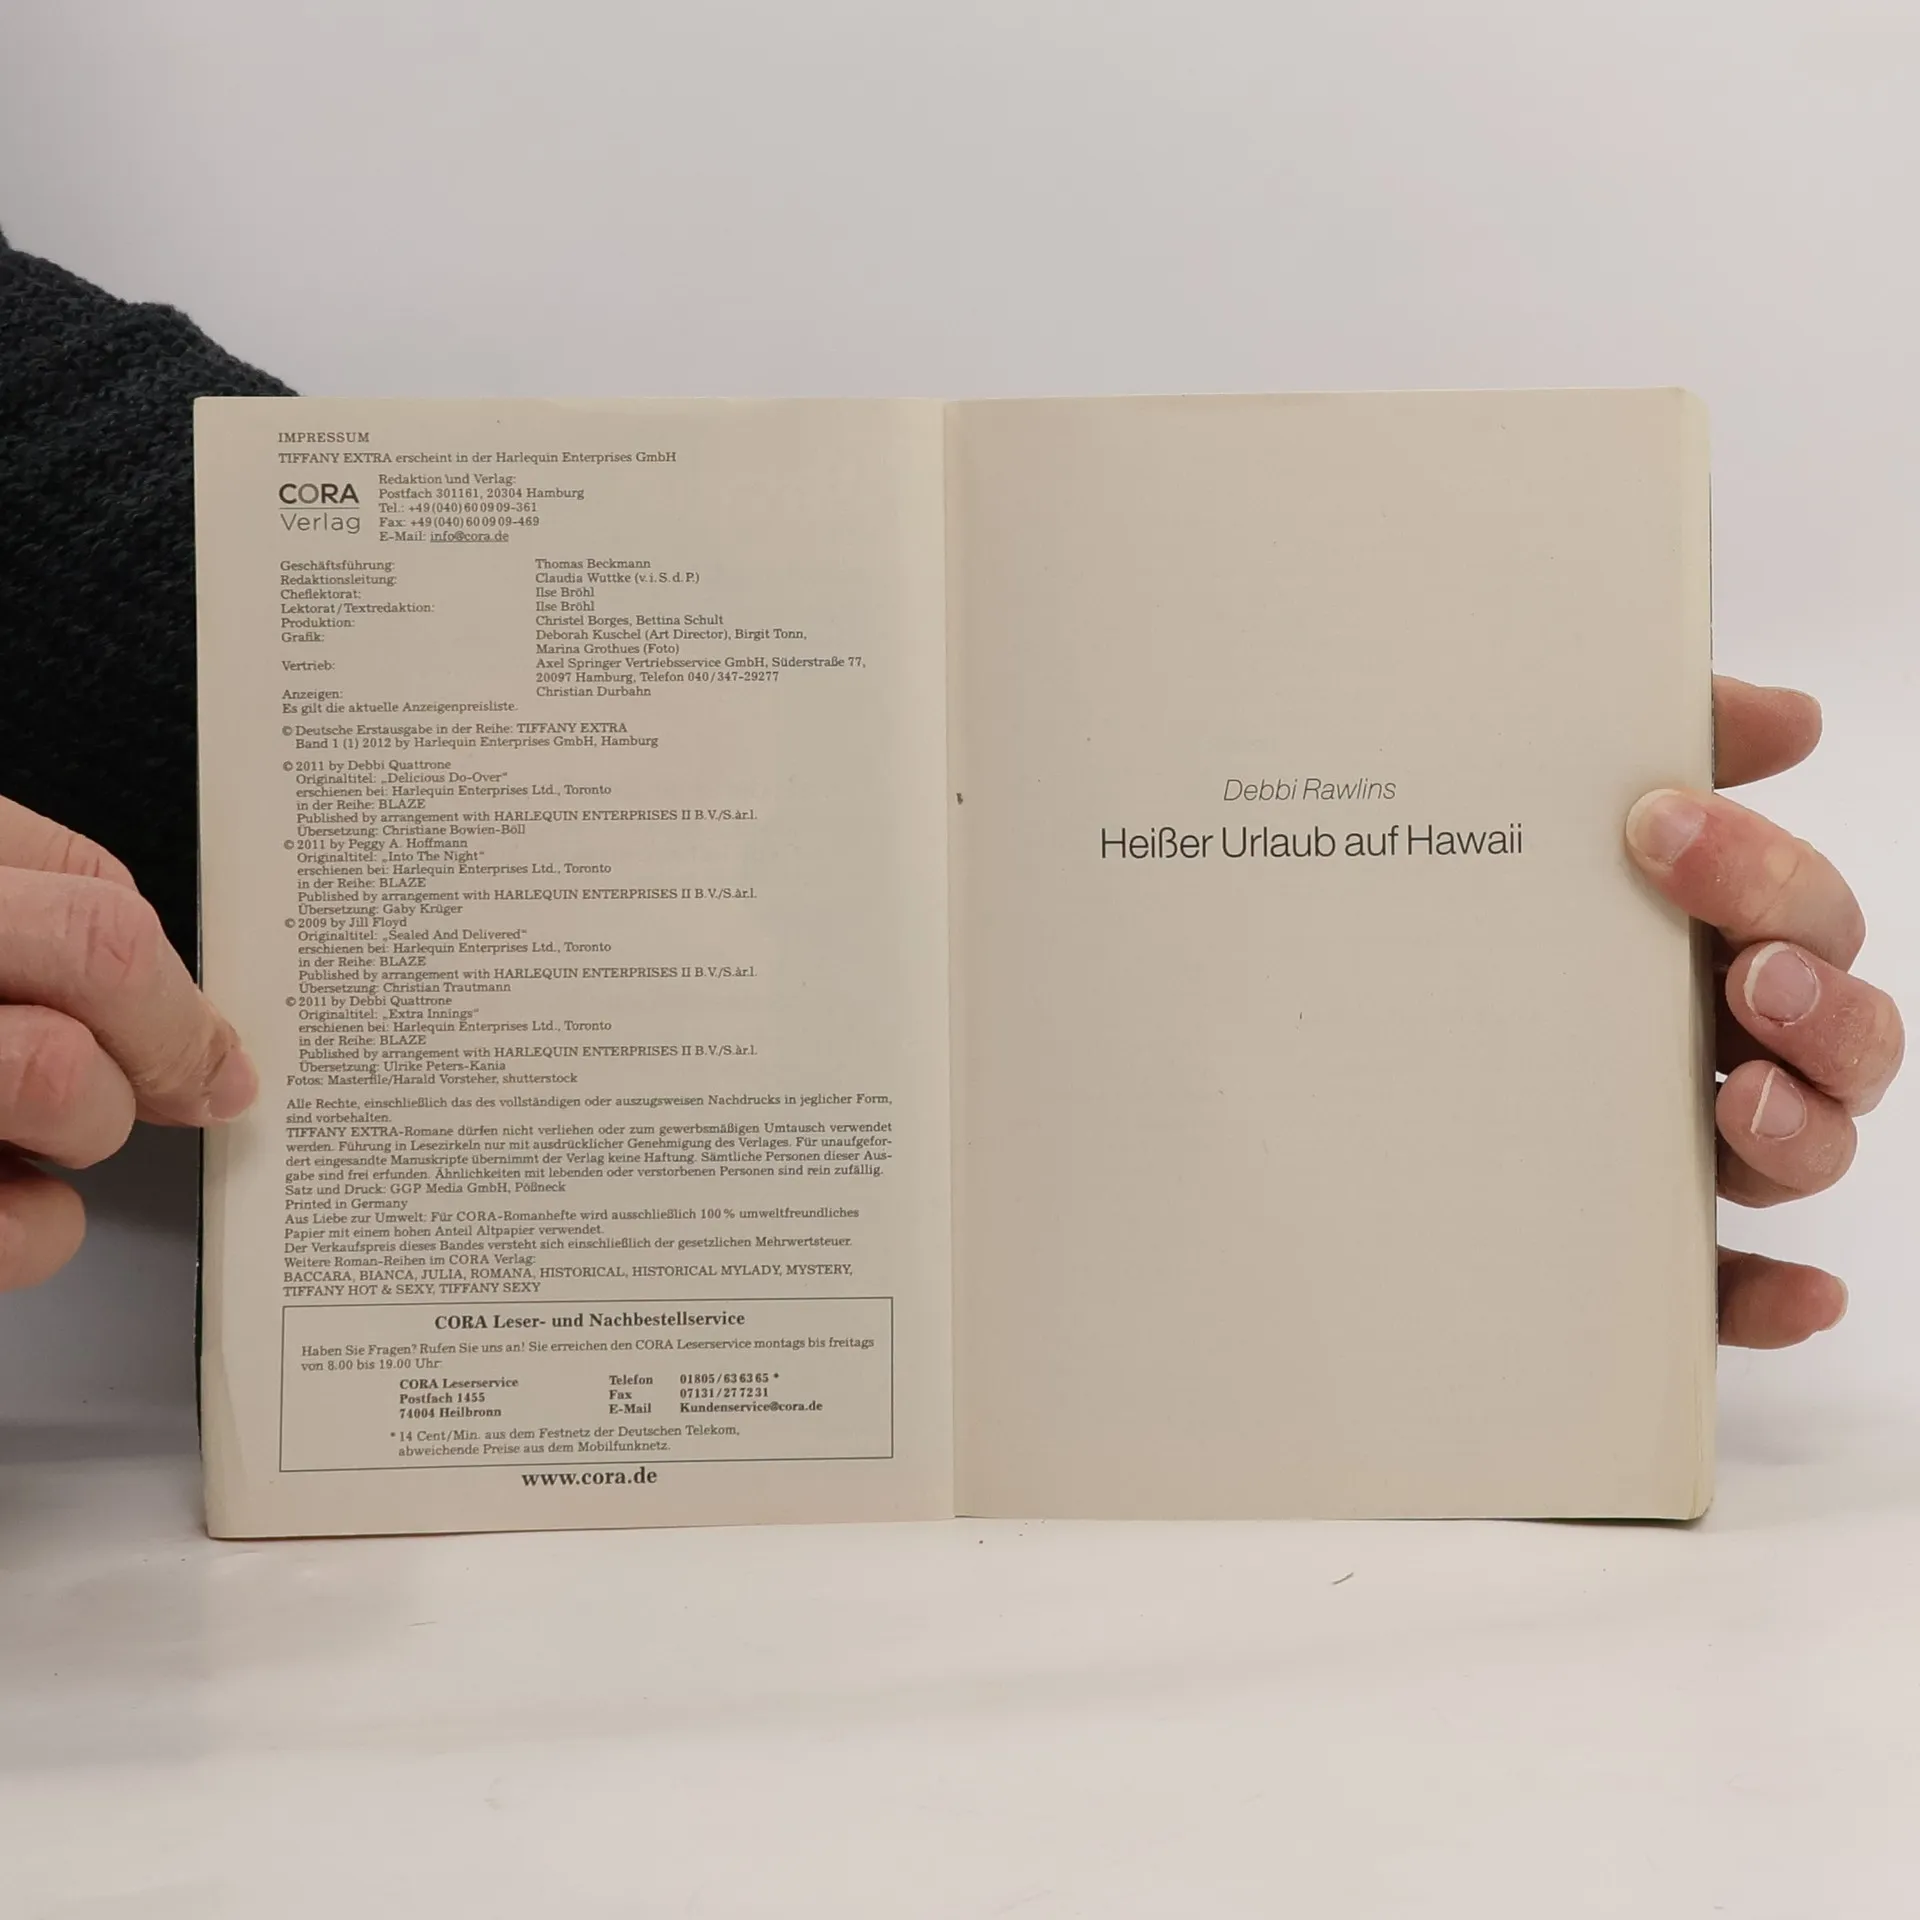 IMPRESSUM
TIFFANY EXTRA erscheint in der Harlequin Enterprises GmbH
CORA
Verlag
Redaktion und Verlag:
Postfach 301161, 20304 Hamburg
Tel.: +49(040)600909-361
Fax: +49(040)600909-469
E-Mail: info@cora.de
Geschäftsführung: Thomas Beckmann
Redaktionsleitung: Claudia Wuttke (v.i.S.d.P.)
Cheflektorat: Ilse Bröhl
Lektorat/Textredaktion: Ilse Bröhl
Produktion: Christel Borges, Bettina Schult
Grafik: Deborah Kuschel (Art Director), Birgit Tonn,
Marina Grothues (Foto)
Vertrieb: Axel Springer Vertriebsservice GmbH, Süderstraße 77,
20097 Hamburg, Telefon 040/347-29277
Anzeigen: Christian Durbahn
Es gilt die aktuelle Anzeigenpreisliste.
© Deutsche Erstausgabe in der Reihe: TIFFANY EXTRA
Band 1 (1) 2012 by Harlequin Enterprises GmbH, Hamburg
© 2011 by Debbi Quattrone
Originaltitel: „Delicious Do-Over“
erschienen bei: Harlequin Enterprises Ltd., Toronto
in der Reihe: BLAZE
Published by arrangement with HARLEQUIN ENTERPRISES II B.V./S.àr.l.
Übersetzung: Christiane Bowien-Böll
© 2011 by Peggy A. Hoffmann
Originaltitel: „Into The Night“
erschienen bei: Harlequin Enterprises Ltd., Toronto
in der Reihe: BLAZE
Published by arrangement with HARLEQUIN ENTERPRISES II B.V./S.àr.l.
Übersetzung: Gaby Krüger
© 2009 by Jill Floyd
Originaltitel: „Sealed And Delivered“
erschienen bei: Harlequin Enterprises Ltd., Toronto
in der Reihe: BLAZE
Published by arrangement with HARLEQUIN ENTERPRISES II B.V./S.àr.l.
Übersetzung: Christian Trautmann
© 2011 by Debbi Quattrone
Originaltitel: „Extra Innings“
erschienen bei: Harlequin Enterprises Ltd., Toronto
in der Reihe: BLAZE
Published by arrangement with HARLEQUIN ENTERPRISES II B.V./S.àr.l.
Übersetzung: Ulrike Peters-Kania
Fotos: Masterfile/Harald Vorsteher, shutterstock
Alle Rechte, einschließlich das des vollständigen oder auszugsweisen Nachdrucks in jeglicher Form,
sind vorbehalten.
TIFFANY EXTRA-Romane dürfen nicht verliehen oder zum gewerbsmäßigen Umtausch verwendet
werden. Führung in Lesezirkeln nur mit ausdrücklicher Genehmigung des Verlages. Für unaufgefor-
dert eingesandte Manuskripte übernimmt der Verlag keine Haftung. Sämtliche Personen dieser Aus-
gabe sind frei erfunden. Ähnlichkeiten mit lebenden oder verstorbenen Personen sind rein zufällig.
Satz und Druck: GGP Media GmbH, Pößneck
Printed in Germany
Aus Liebe zur Umwelt: Für CORA-Romanhefte wird ausschließlich 100% umweltfreundliches
Papier mit einem hohen Anteil Altpapier verwendet.
Der Verkaufspreis dieses Bandes versteht sich einschließlich der gesetzlichen Mehrwertsteuer.
Weitere Roman-Reihen im CORA Verlag:
BACCARA, BIANCA, JULIA, ROMANA, HISTORICAL, HISTORICAL MYLADY, MYSTERY,
TIFFANY HOT & SEXY, TIFFANY SEXY
CORA Leser- und Nachbestellservice
Haben Sie Fragen? Rufen Sie uns an! Sie erreichen den CORA Leserservice montags bis freitags
von 8.00 bis 19.00 Uhr:
CORA Leserservice Telefon 01805/636365 *
Postfach 1455 Fax 07131/277231
74004 Heilbronn E-Mail Kundenservice@cora.de
* 14 Cent/Min. aus dem Festnetz der Deutschen Telekom,
abweichende Preise aus dem Mobilfunknetz.
www.cora.de
Debbi Rawlins
Heißer Urlaub auf Hawaii